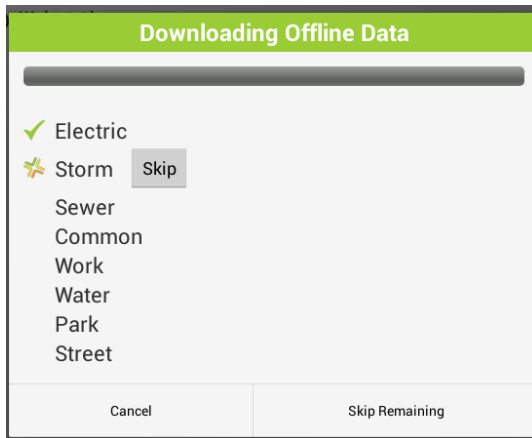 Downloading Offline Data
Electric
Storm Skip
Sewer
Common
Work
Water
Park
Street
Cancel Skip Remaining